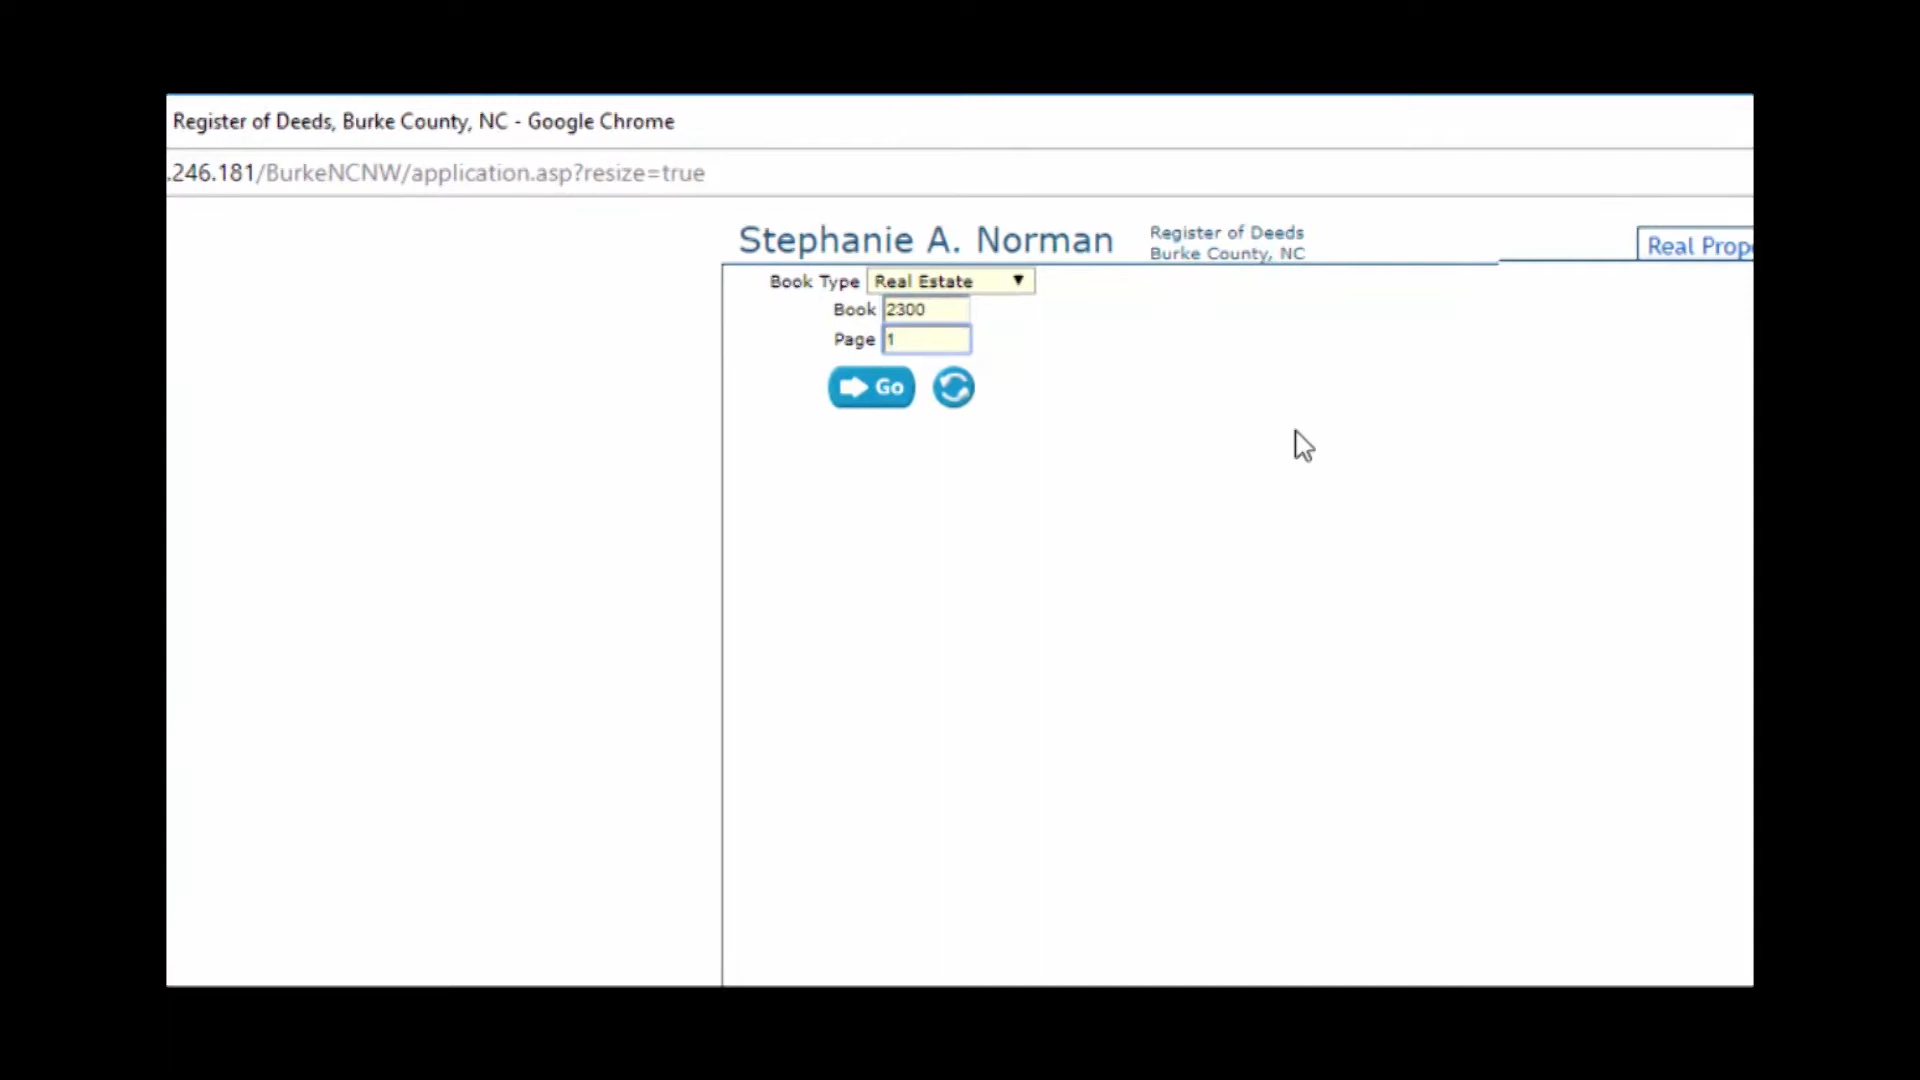 Register of Deeds, Burke County, NC - Google Chrome
.246.181/BurkeNCNW/application.asp?resize=true
Stephanie A. Norman
Register of Deeds
Burke County, NC
Real Prop
Book Type Real Estate
Book 2300
Page 1
Go